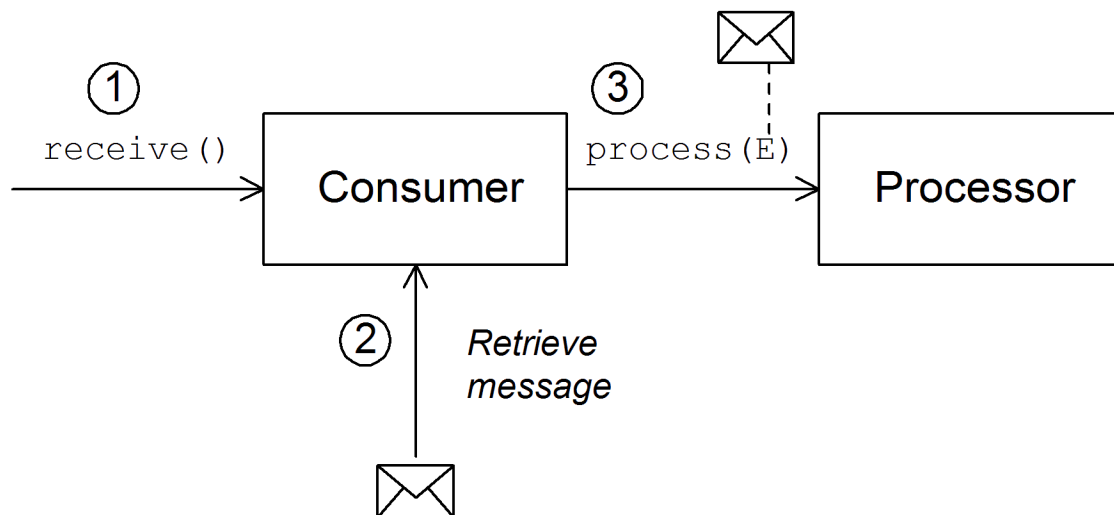 1
receive()
Consumer
2
Retrieve
message
3
process(E)
Processor